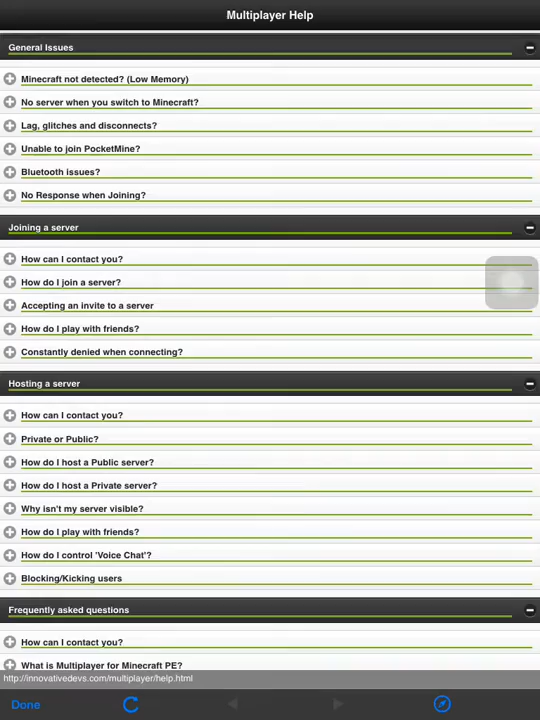 Multiplayer Help
General Issues
Minecraft not detected? (Low Memory)
No server when you switch to Minecraft?
Lag, glitches and disconnects?
Unable to join PocketMine?
Bluetooth issues?
No Response when Joining?
Joining a server
How can I contact you?
How do I join a server?
Accepting an invite to a server
How do I play with friends?
Constantly denied when connecting?
Hosting a server
How can I contact you?
Private or Public?
How do I host a Public server?
How do I host a Private server?
Why isn't my server visible?
How do I play with friends?
How do I control 'Voice Chat'?
Blocking/Kicking users
Frequently asked questions
How can I contact you?
What is Multiplayer for Minecraft PE?
http://innovativedevs.com/multiplayer/help.html
Done